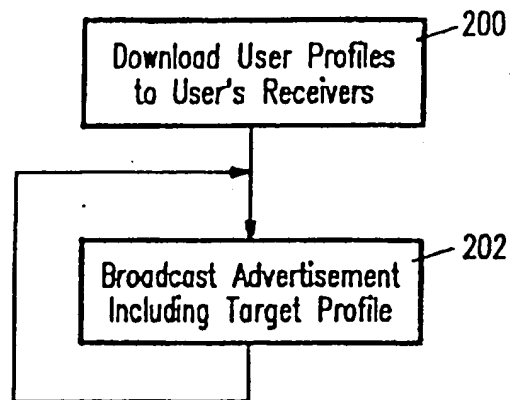 200
Download User Profiles
to User's Receivers
202
Broadcast Advertisement
Including Target Profile